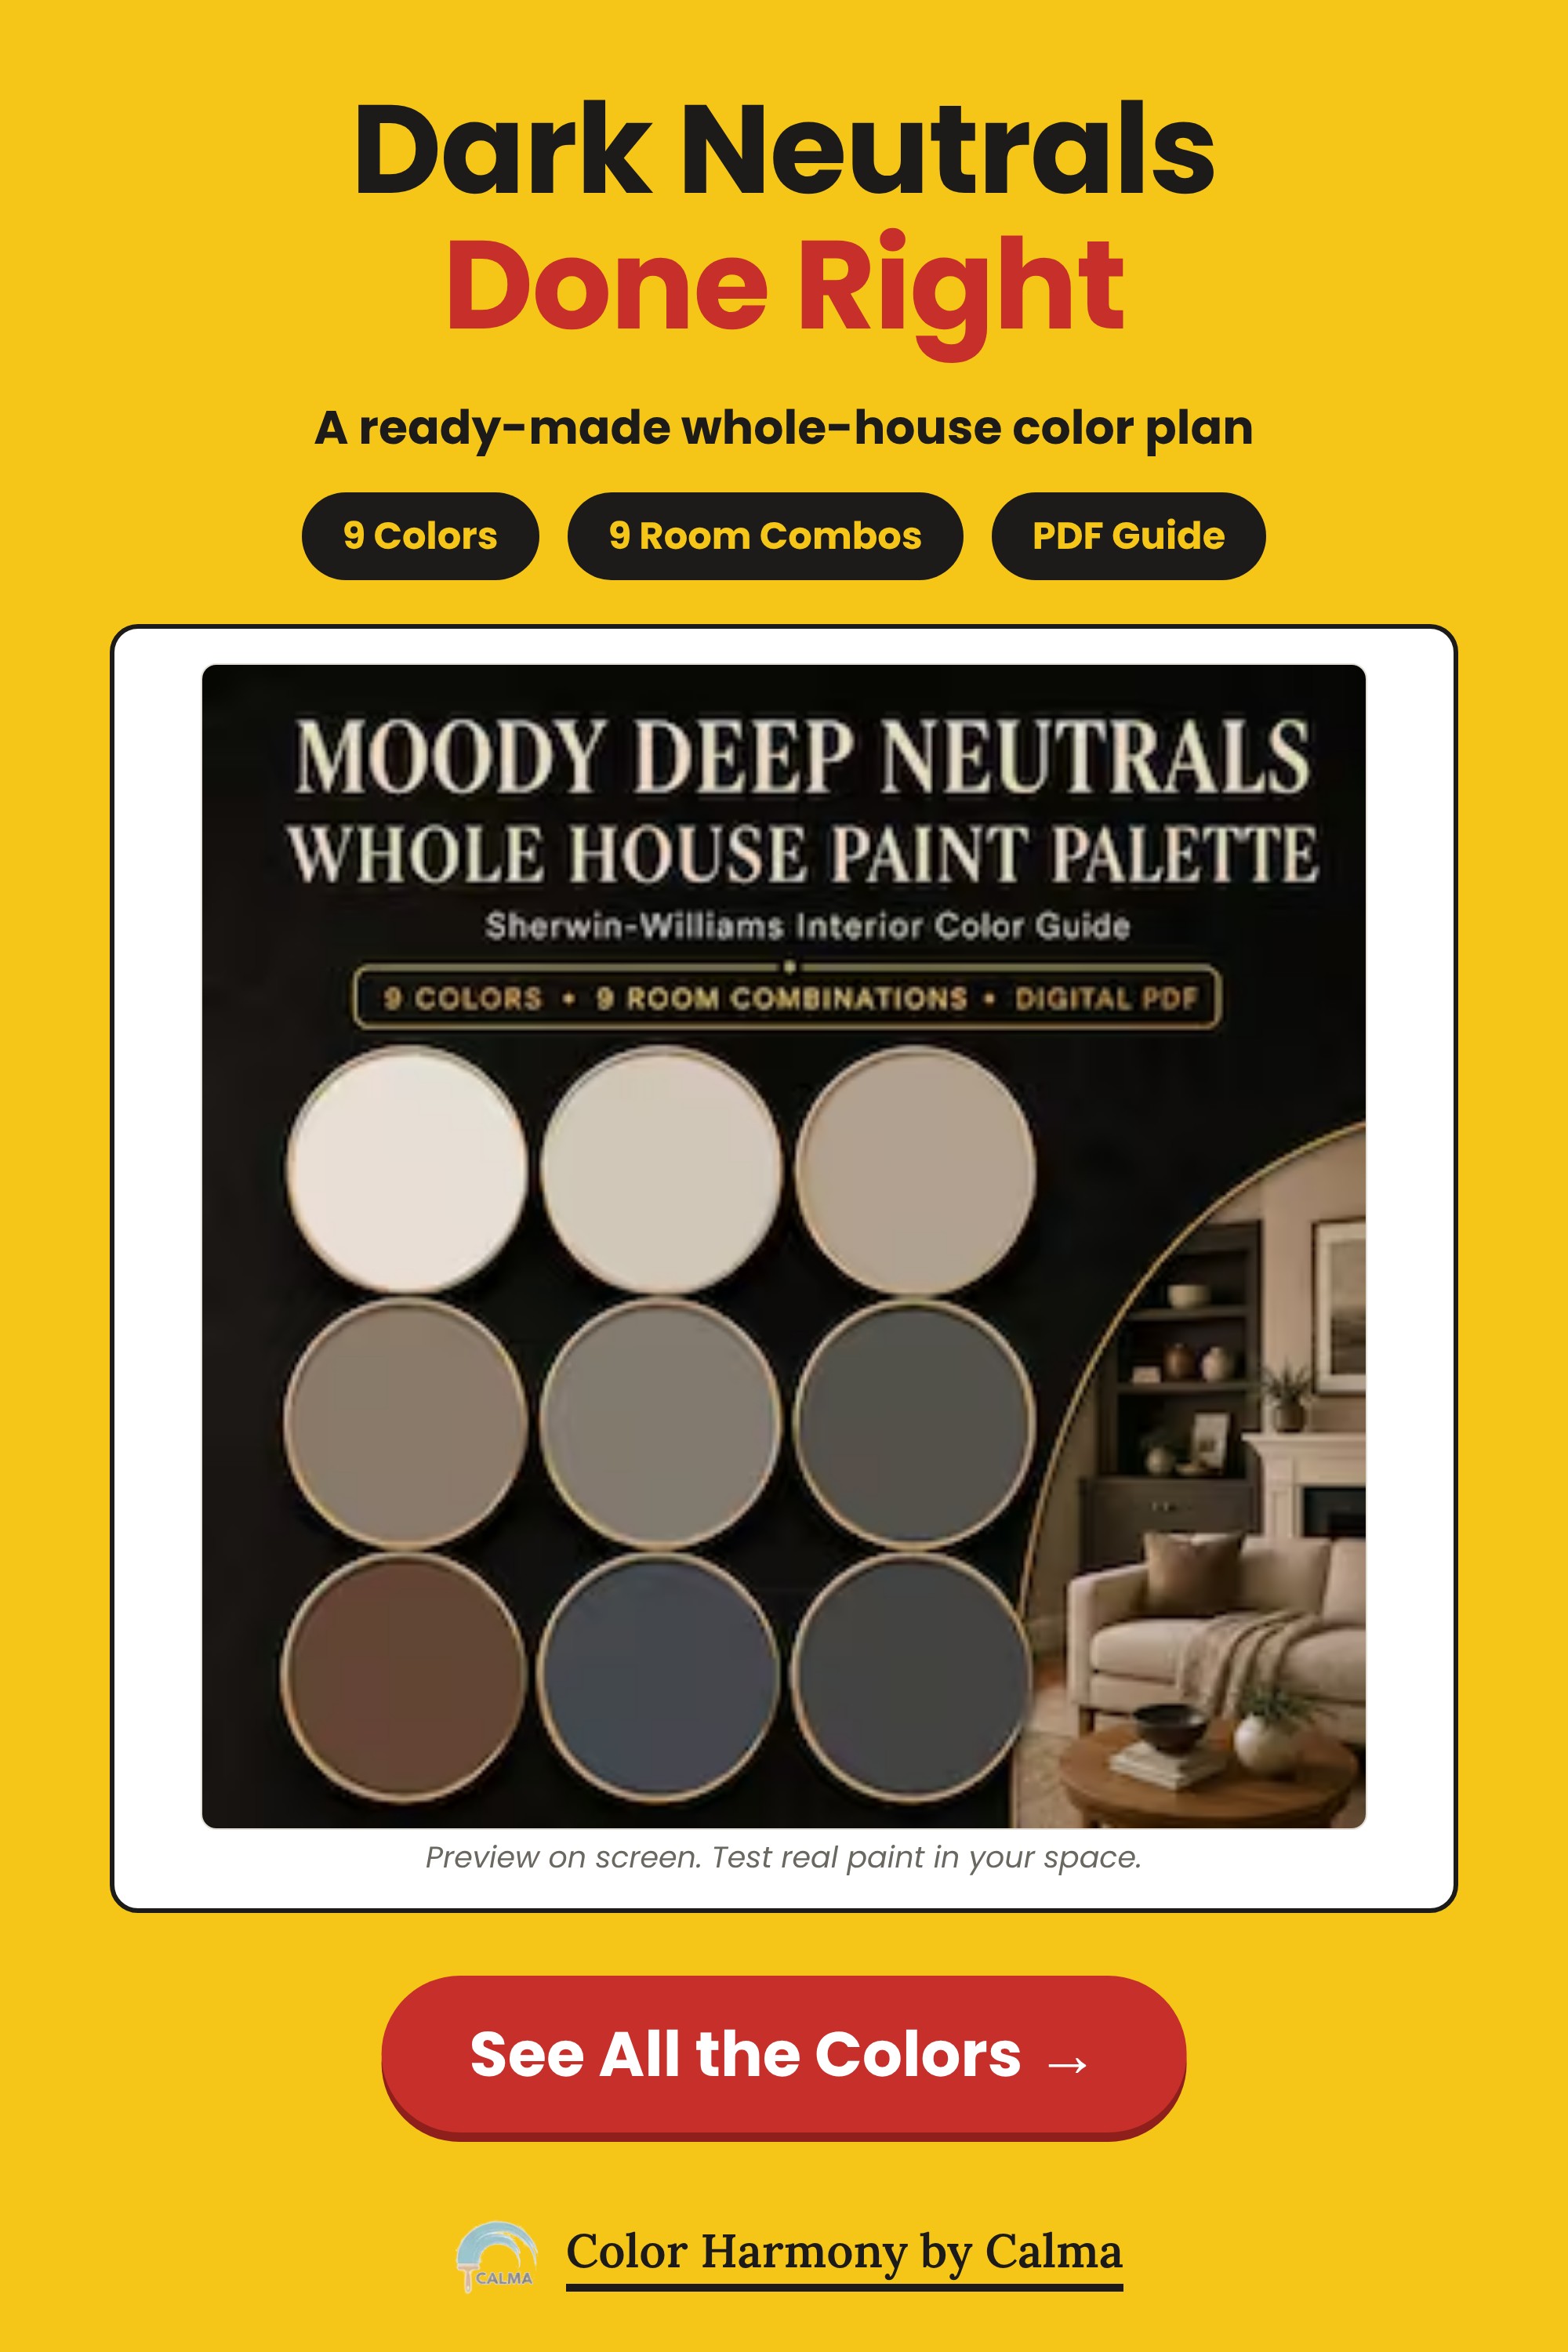 Dark Neutrals
Done Right
A ready-made whole-house color plan
9 Colors
9 Room Combos
PDF Guide
MOODY DEEP NEUTRALS
WHOLE HOUSE PAINT PALETTE
Sherwin-Williams Interior Color Guide
9 COLORS • 9 ROOM COMBINATIONS • DIGITAL PDF
Preview on screen. Test real paint in your space.
See All the Colors →
CALMA
Color Harmony by Calma